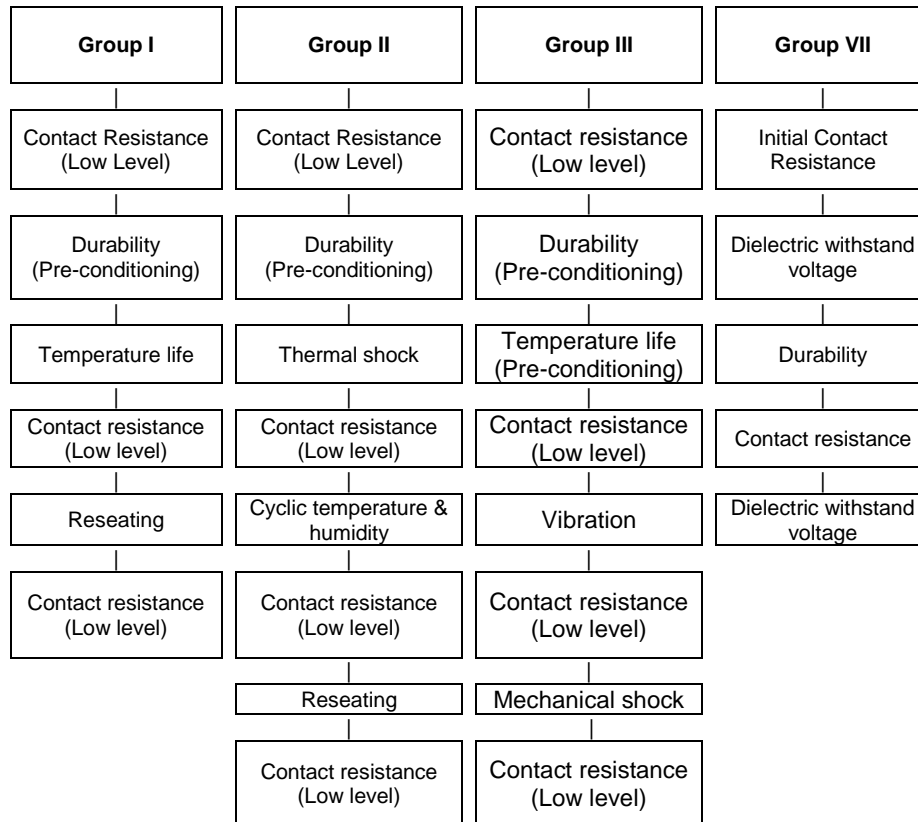 Group I
Contact Resistance
(Low Level)
Durability
(Pre-conditioning)
Temperature life
Contact resistance
(Low level)
Reseating
Contact resistance
(Low level)
Group II
Contact Resistance
(Low Level)
Durability
(Pre-conditioning)
Thermal shock
Contact resistance
(Low level)
Cyclic temperature &
humidity
Contact resistance
(Low level)
Reseating
Contact resistance
(Low level)
Group III
Contact resistance
(Low level)
Durability
(Pre-conditioning)
Temperature life
(Pre-conditioning)
Contact resistance
(Low level)
Vibration
Contact resistance
(Low level)
Mechanical shock
Contact resistance
(Low level)
Group VII
Initial Contact
Resistance
Dielectric withstand
voltage
Durability
Contact resistance
Dielectric withstand
voltage